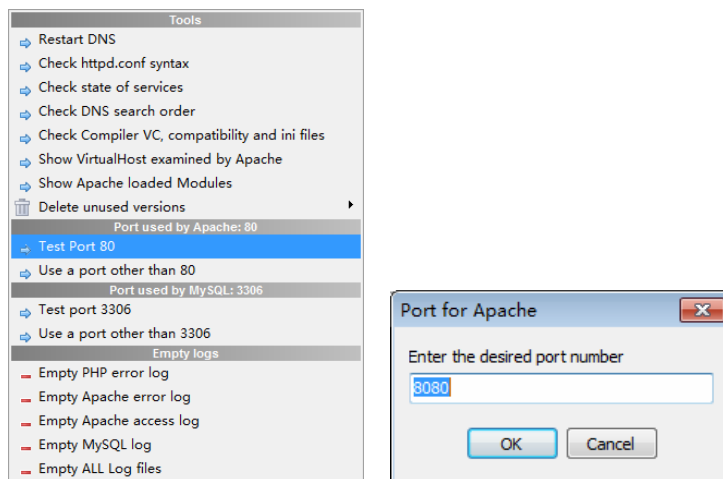 Tools
Restart DNS
Check httpd.conf syntax
Check state of services
Check DNS search order
Check Compiler VC, compatibility and ini files
Show VirtualHost examined by Apache
Show Apache loaded Modules
Delete unused versions
Port used by Apache: 80
Test Port 80
Use a port other than 80
Port used by MySQL: 3306
Test port 3306
Use a port other than 3306
Empty logs
Empty PHP error log
Empty Apache error log
Empty Apache access log
Empty MySQL log
Empty ALL Log files
Port for Apache
Enter the desired port number
8080
OK Cancel